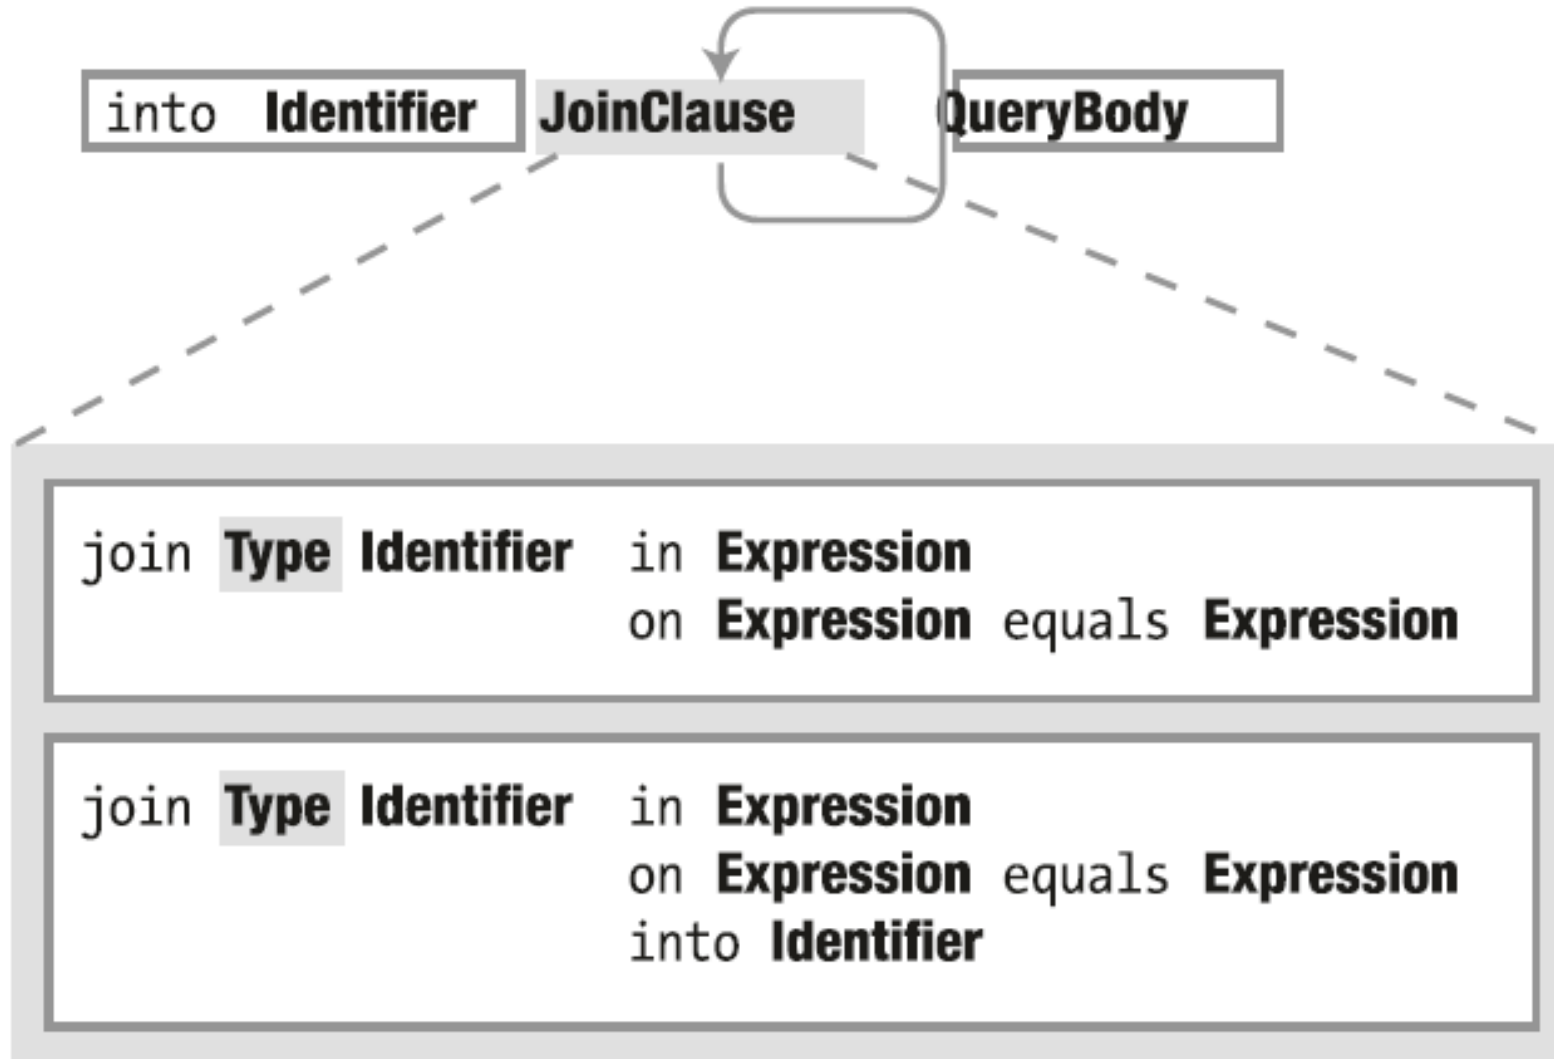 into Identifier JoinClause QueryBody
join Type Identifier in Expression
on Expression equals Expression
join Type Identifier in Expression
on Expression equals Expression
into Identifier